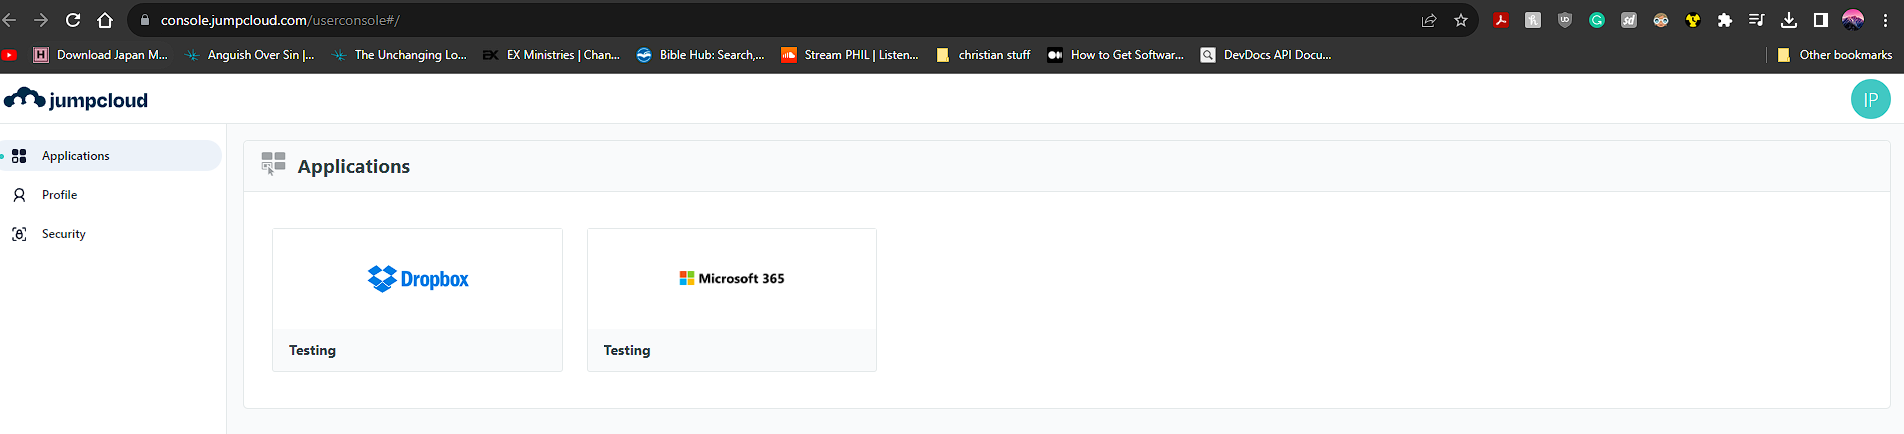 console.jumpcloud.com/userconsole#/
Download Japan M... Anguish Over Sin |... The Unchanging Lo... EX Ministries | Chan... Bible Hub: Search,... Stream PHIL | Listen... christian stuff How to Get Softwar... DevDocs API Docu... Other bookmarks
jumpcloud IP
Applications
Profile
Security
Applications
Dropbox
Testing
Microsoft 365
Testing